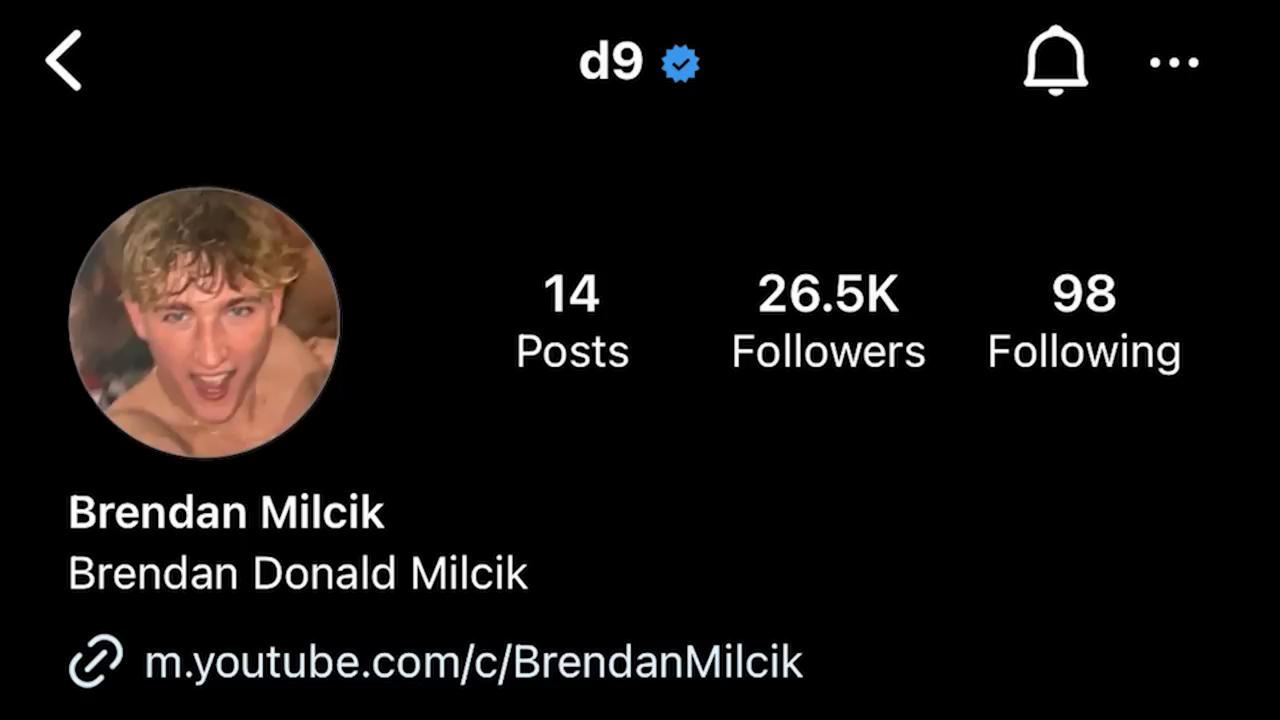 d9
14 26.5K 98
Posts Followers Following
Brendan Milcik
Brendan Donald Milcik
m.youtube.com/c/BrendanMilcik